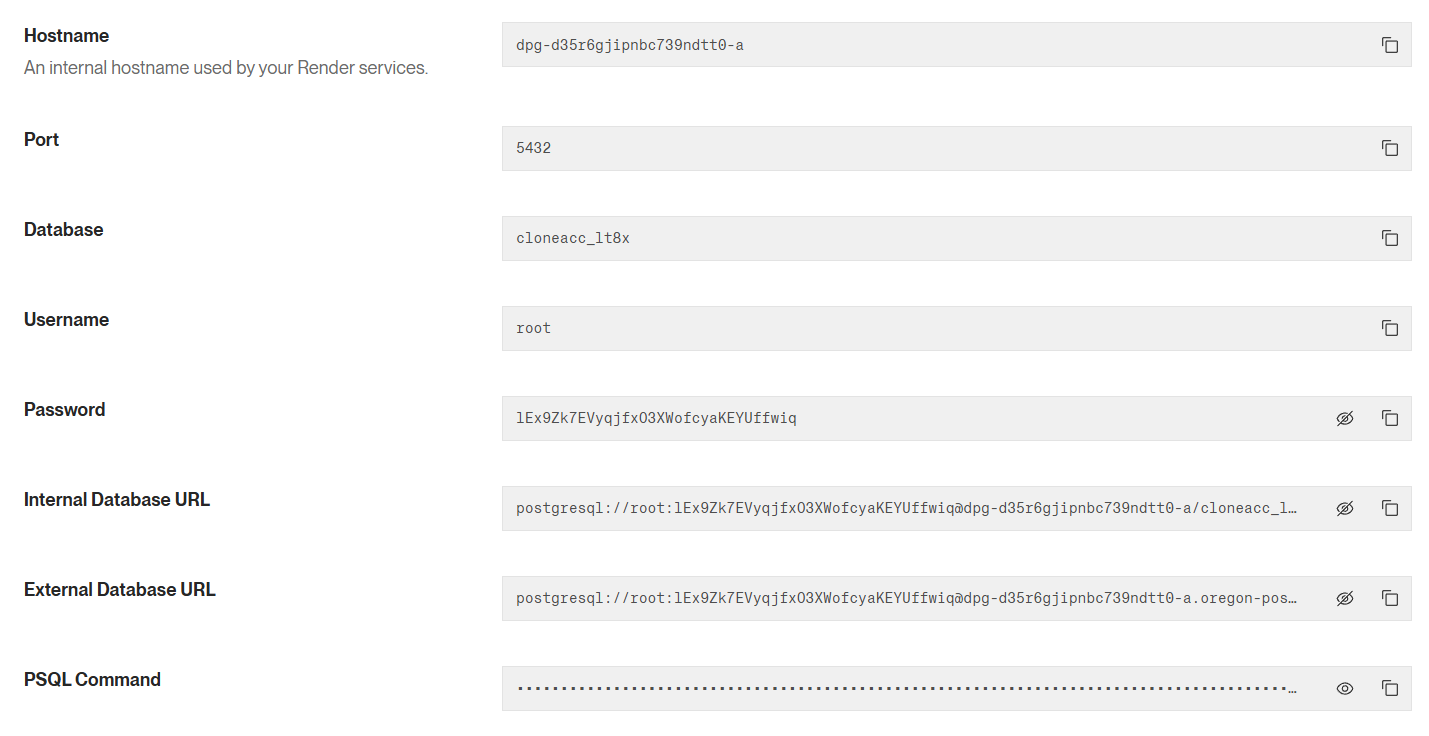 Hostname
dpg-d35r6gjipnbc739ndtt0-a
An internal hostname used by your Render services.
Port
5432
Database
cloneacc_lt8x
Username
root
Password
lEx9Zk7EVyqjfxO3XWofcyaKEYUffwiq
Internal Database URL
postgresql://root:lEx9Zk7EVyqjfxO3XWofcyaKEYUffwiq@dpg-d35r6gjipnbc739ndtt0-a/cloneacc_l…
External Database URL
postgresql://root:lEx9Zk7EVyqjfxO3XWofcyaKEYUffwiq@dpg-d35r6gjipnbc739ndtt0-a.oregon-pos…
PSQL Command